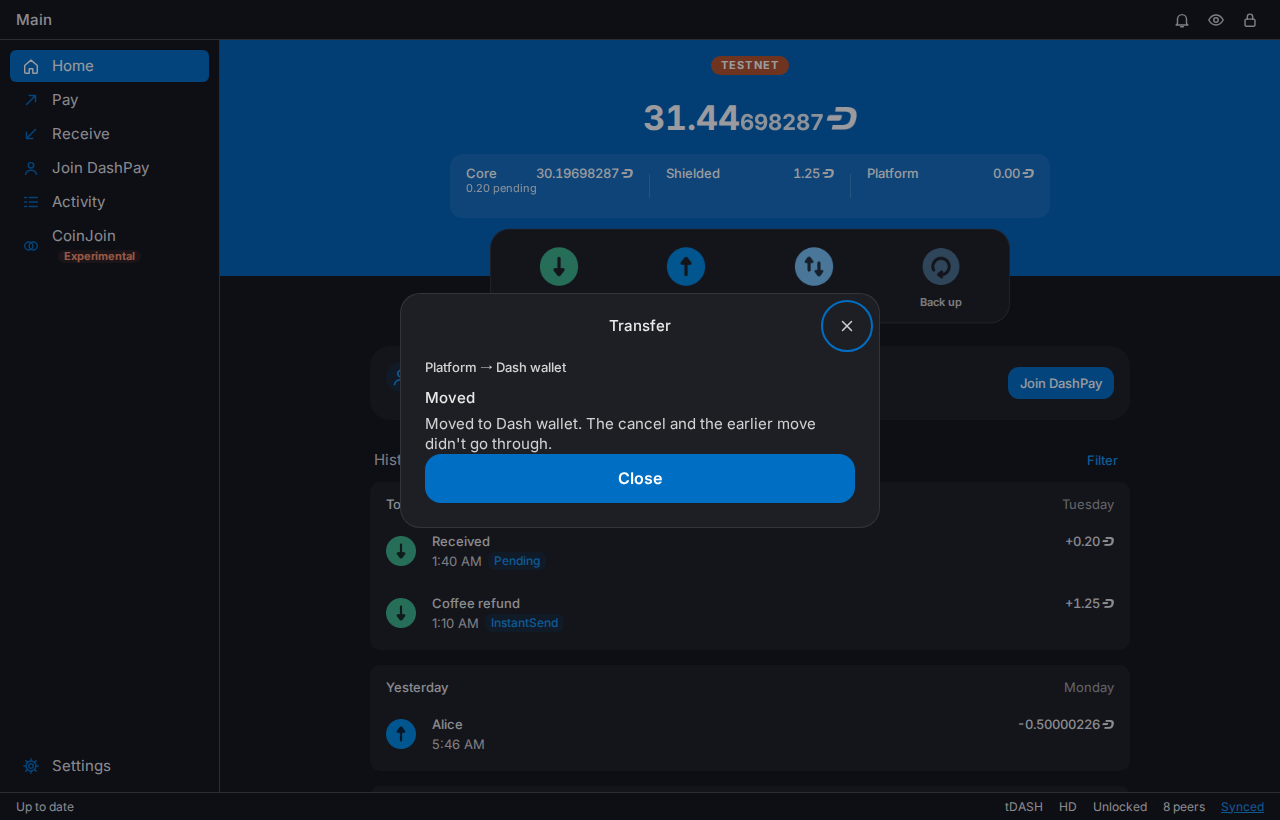 Main
Home
Pay
Receive
Join DashPay
Activity
CoinJoin
Experimental
Settings
TESTNET
31.44698287
Core 30.19698287
0.20 pending
Shielded 1.25
Platform 0.00
Back up
Transfer
Platform → Dash wallet
Moved
Moved to Dash wallet. The cancel and the earlier move
didn't go through.
Close
Join DashPay
Filter
Tuesday
Received +0.20
1:40 AM Pending
Coffee refund +1.25
1:10 AM InstantSend
Yesterday Monday
Alice -0.50000226
5:46 AM
Up to date tDASH HD Unlocked 8 peers Synced